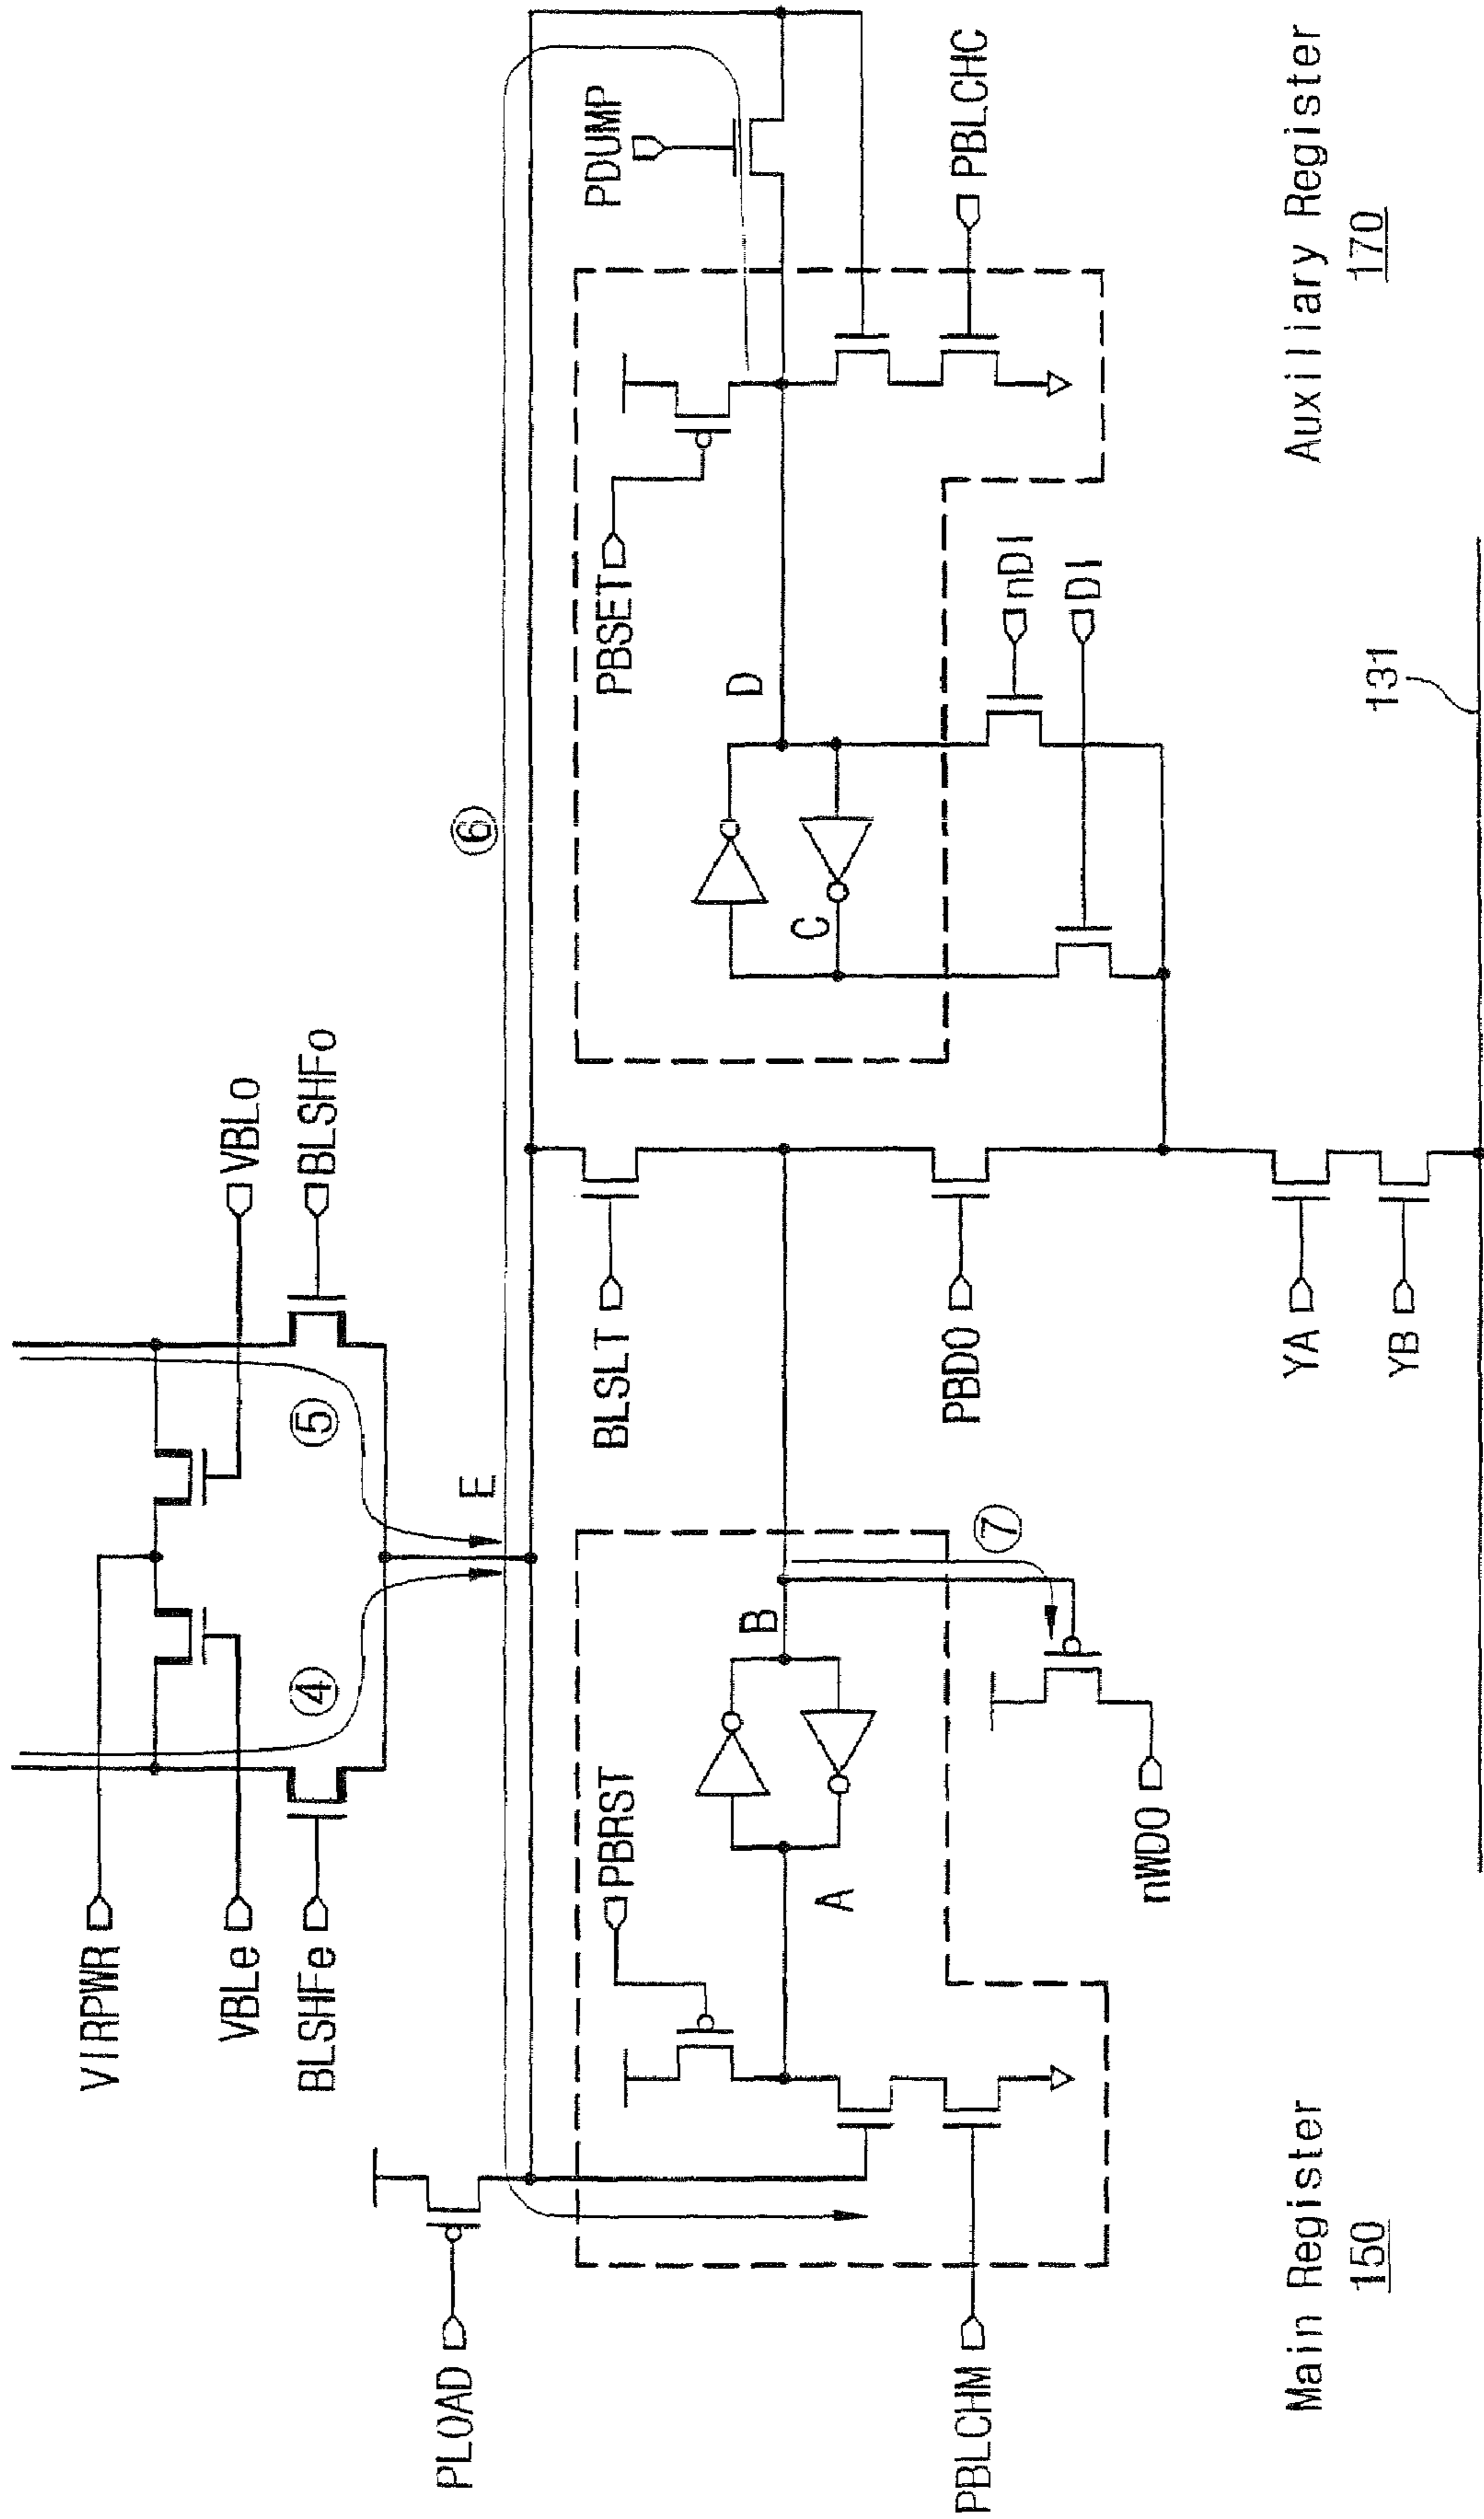 VIRPWR
VBLe
BLSHFe
VBLo
BLSHFo
④
⑤
E
⑥
PLOAD
PBLCHM
PBRST
A
B
⑦
nWDO
BLSLT
PBDO
YA
YB
PBSET
PDUMP
PBLCHC
C
D
nDI
DI
131
Main Register
150
Auxiliary Register
170